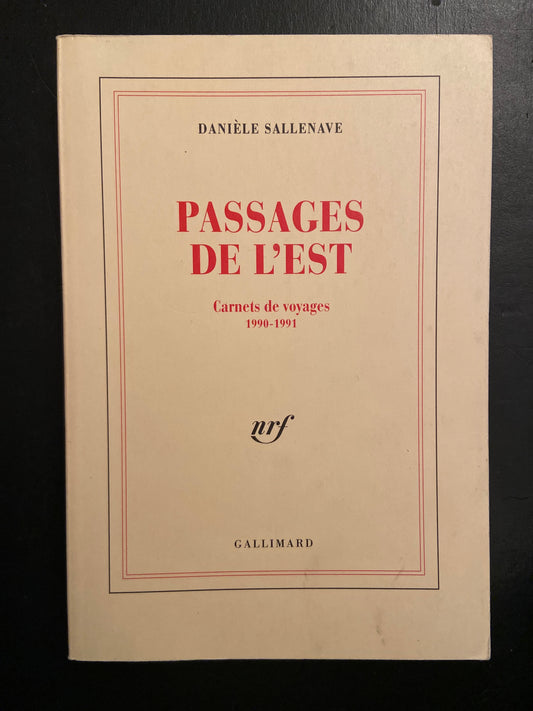 DANIÈLE SALLENAVE
PASSAGES
DE L'EST
Carnets de voyages
1990-1991
nrf
GALLIMARD